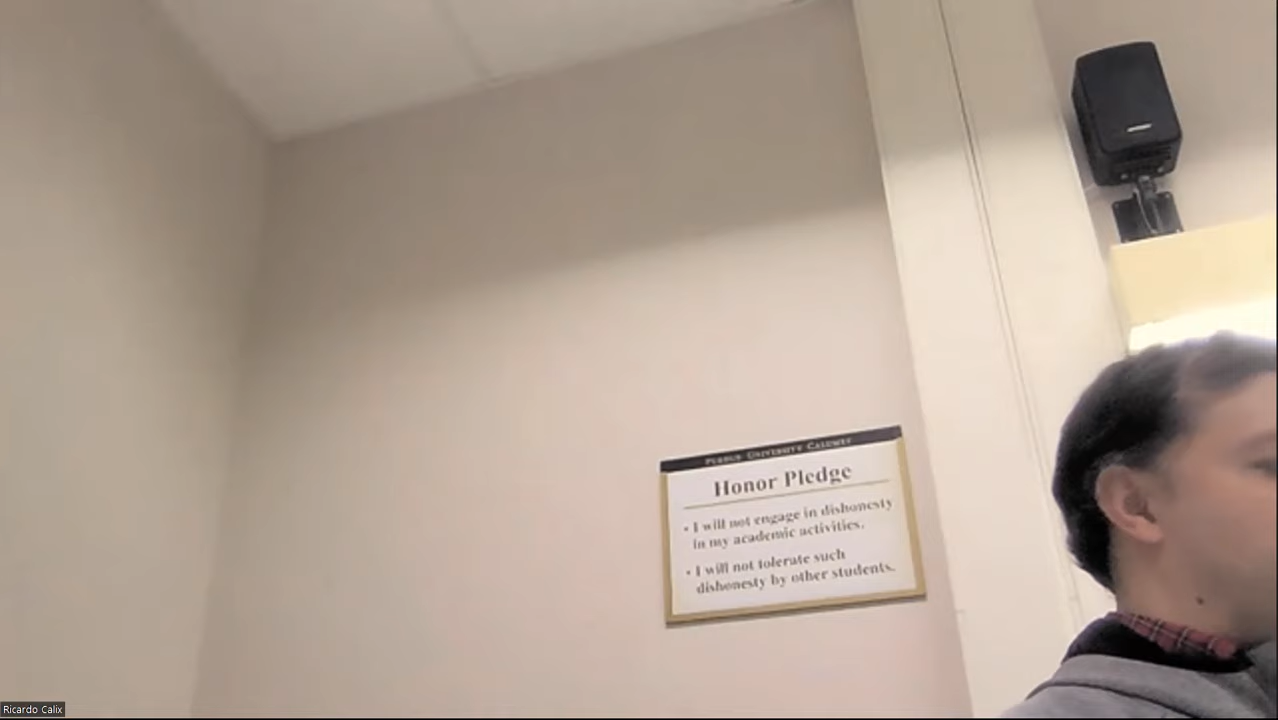 PURDUE UNIVERSITY CALUMET
Honor Pledge
• I will not engage in dishonesty
in my academic activities.
• I will not tolerate such
dishonesty by other students.
Ricardo Calix